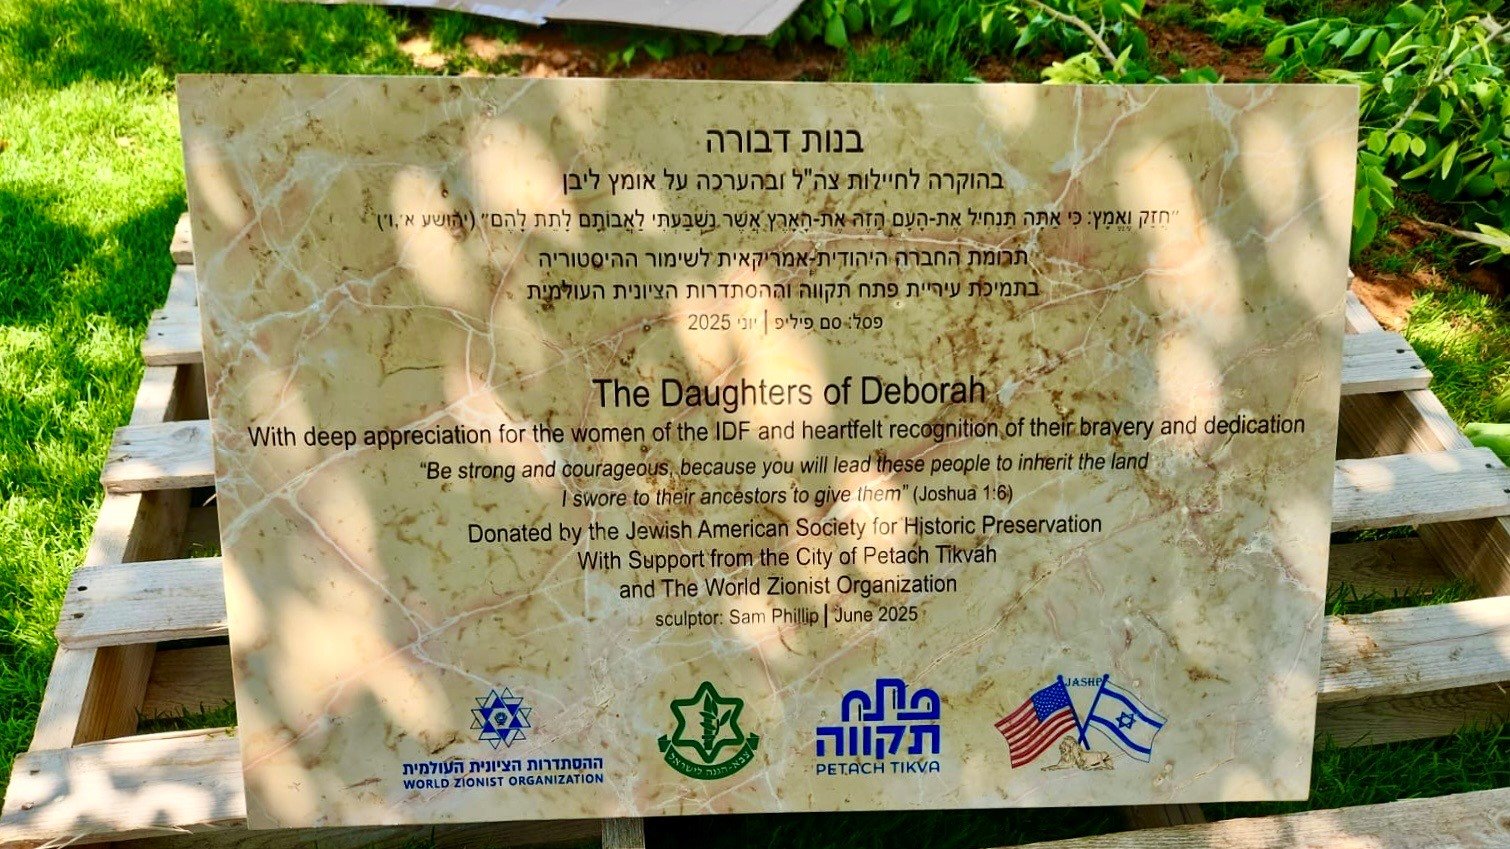 בנות דבורה
בהוקרה לחיילות צה"ל ובהערכה על אומץ ליבן
״חֲזַק וֶאֱמָץ: כִּי אַתָּה תַּנְחִיל אֶת-הָעָם הַזֶּה אֶת-הָאָרֶץ אֲשֶׁר נִשְׁבַּעְתִּי לַאֲבוֹתָם לָתֵת לָהֶם״ (יהושע א׳,ו׳)
תרומת החברה היהודית-אמריקאית לשימור ההיסטוריה
בתמיכת עיריית פתח תקווה וההסתדרות הציונית העולמית
פסל: סם פיליפ | יוני 2025
The Daughters of Deborah
With deep appreciation for the women of the IDF and heartfelt recognition of their bravery and dedication
“Be strong and courageous, because you will lead these people to inherit the land
I swore to their ancestors to give them” (Joshua 1:6)
Donated by the Jewish American Society for Historic Preservation
With Support from the City of Petach Tikvah
and The World Zionist Organization
sculptor: Sam Phillip | June 2025
ההסתדרות הציונית העולמית
WORLD ZIONIST ORGANIZATION
צבא-הגנה לישראל
פתח
תקווה
PETACH TIKVA
JASHP